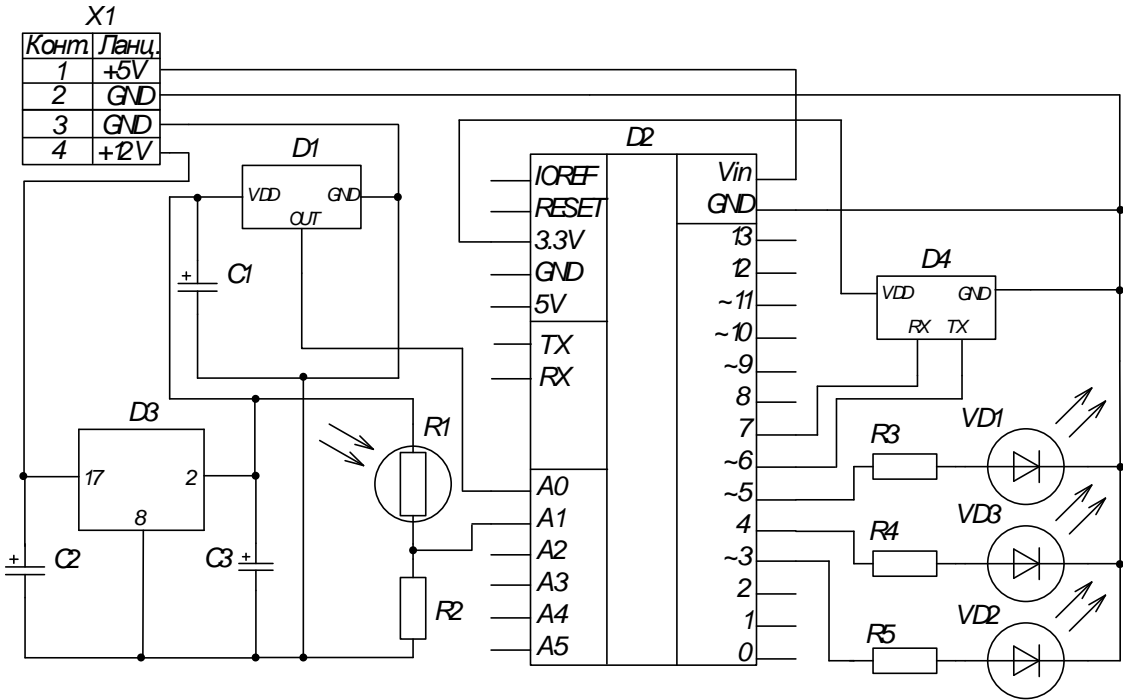 X1
Конт. Ланц.
1 +5V
2 GND
3 GND
4 +12V
D1
VDD GND
OUT
+ C1
D3
17 2
8
+ C2
C3 +
R1
R2
D2
IOREF
RESET
3.3V
GND
5V
TX
RX
A0
A1
A2
A3
A4
A5
Vin
GND
13
12
~11
~10
~9
8
7
~6
~5
4
~3
2
1
0
D4
VDD GND
RX TX
R3 VD1
R4 VD3
R5 VD2